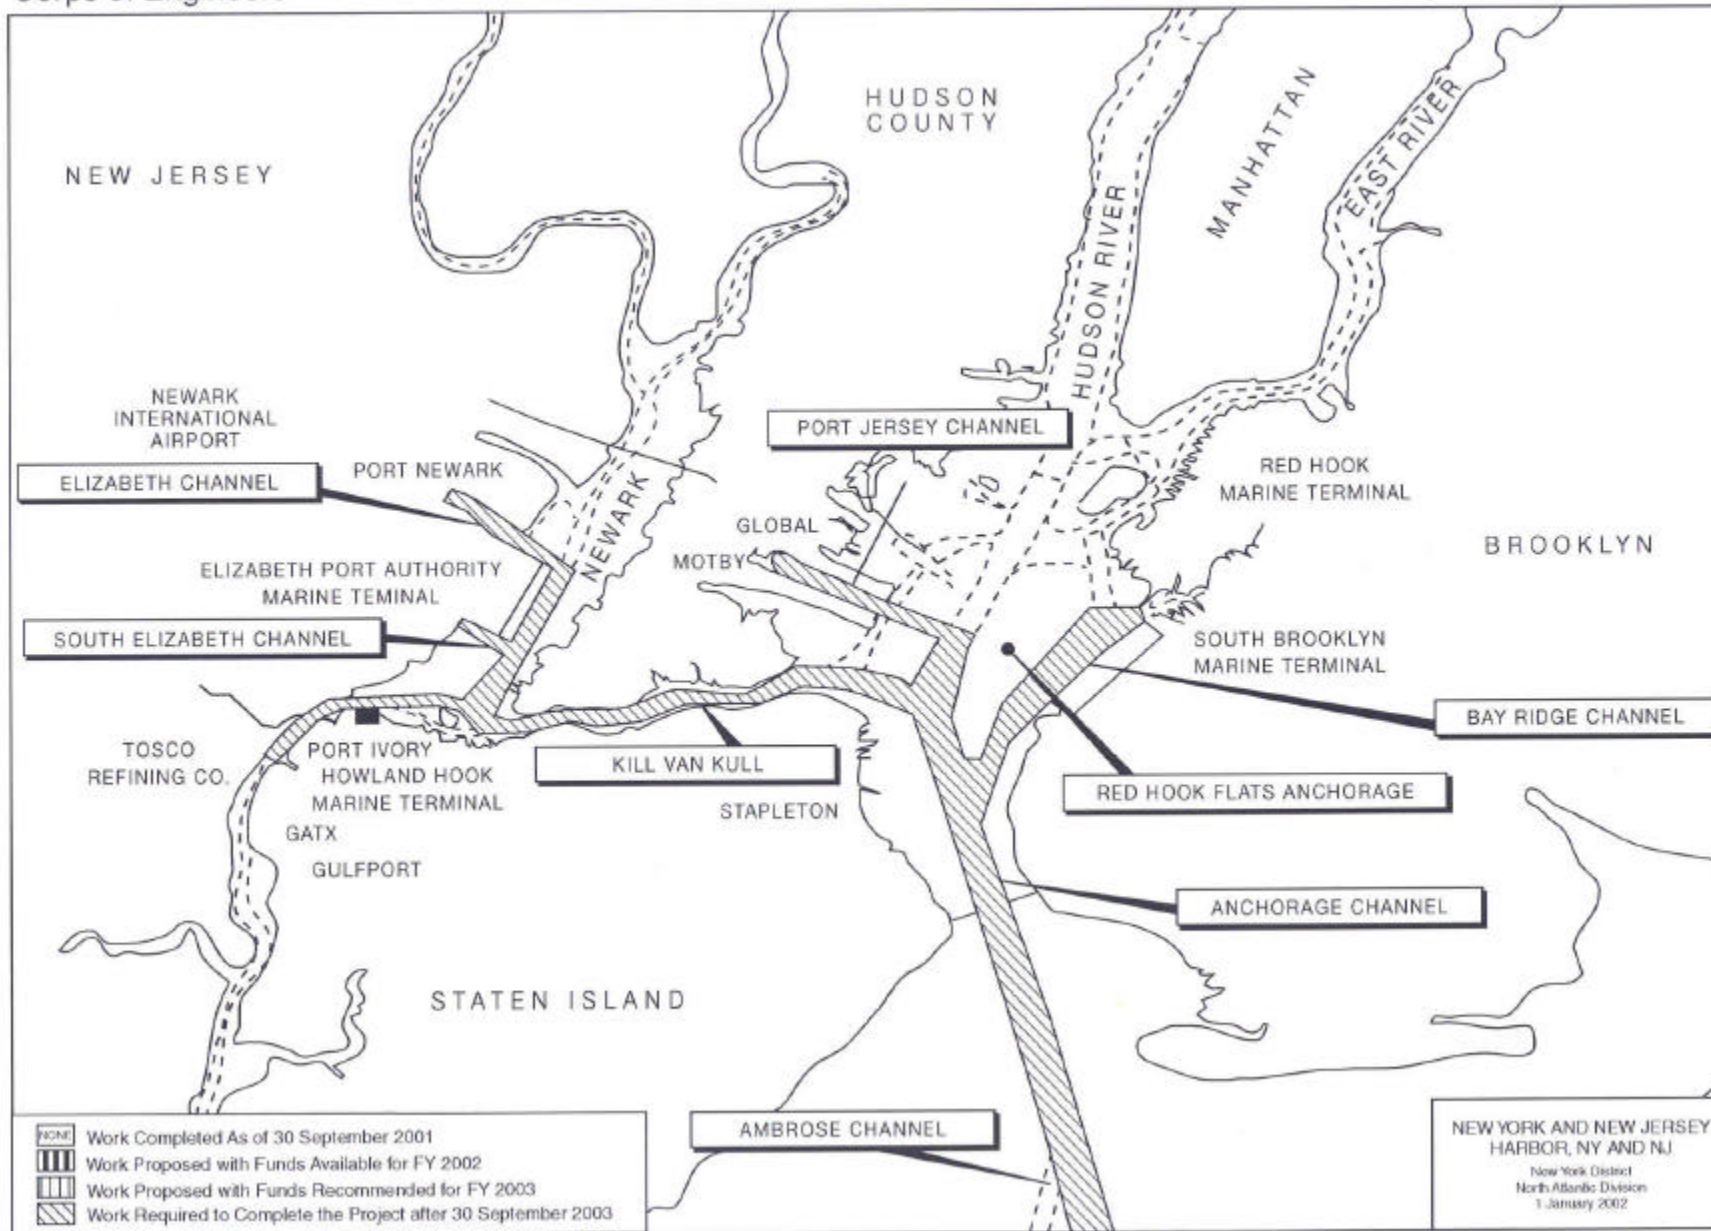 HUDSON
COUNTY
NEW JERSEY
MANHATTAN
EAST RIVER
HUDSON RIVER
NEWARK
INTERNATIONAL
AIRPORT
PORT JERSEY CHANNEL
ELIZABETH CHANNEL
PORT NEWARK
NEWARK
RED HOOK
MARINE TERMINAL
GLOBAL
MOTBY
BROOKLYN
ELIZABETH PORT AUTHORITY
MARINE TEMINAL
SOUTH ELIZABETH CHANNEL
SOUTH BROOKLYN
MARINE TERMINAL
BAY RIDGE CHANNEL
TOSCO
REFINING CO.
PORT IVORY
HOWLAND HOOK
MARINE TERMINAL
KILL VAN KULL
RED HOOK FLATS ANCHORAGE
STAPLETON
GATX
GULFPORT
ANCHORAGE CHANNEL
STATEN ISLAND
AMBROSE CHANNEL
NONE Work Completed As of 30 September 2001
Work Proposed with Funds Available for FY 2002
Work Proposed with Funds Recommended for FY 2003
Work Required to Complete the Project after 30 September 2003
NEW YORK AND NEW JERSEY
HARBOR, NY AND NJ
New York District
North Atlantic Division
1 January 2002